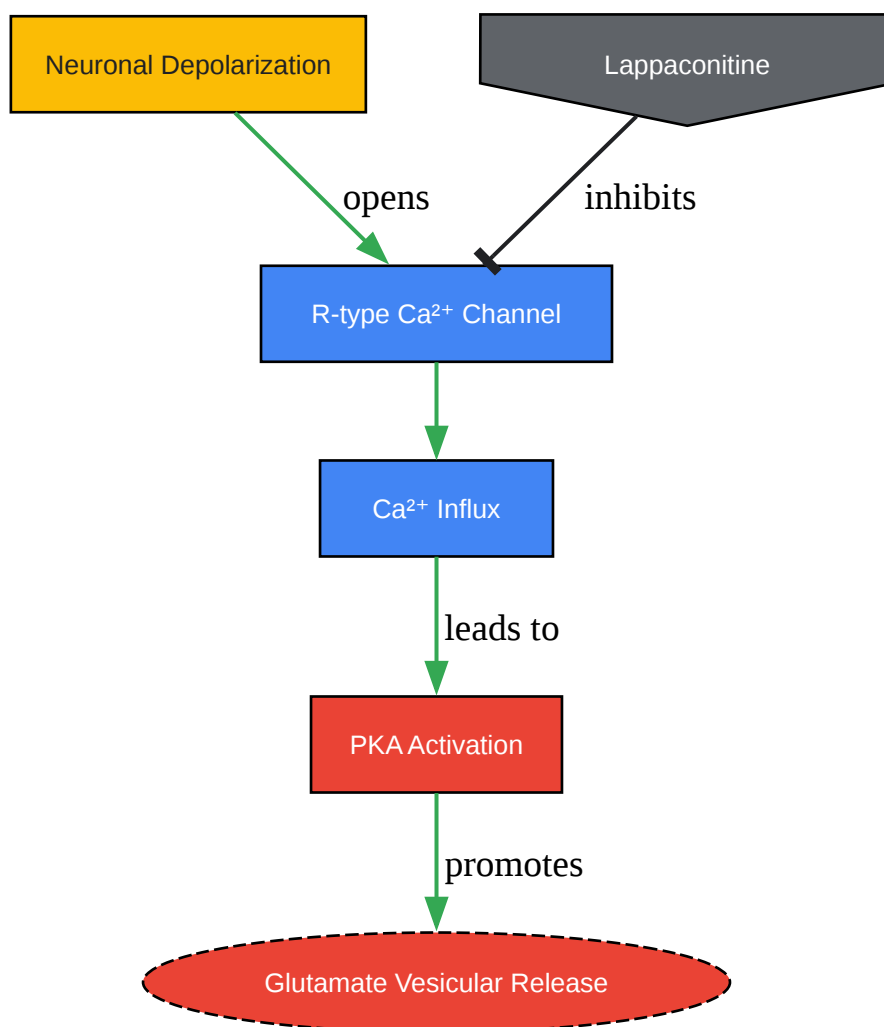 Neuronal Depolarization
Lappaconitine
opens
inhibits
R-type Ca²⁺ Channel
Ca²⁺ Influx
leads to
PKA Activation
promotes
Glutamate Vesicular Release